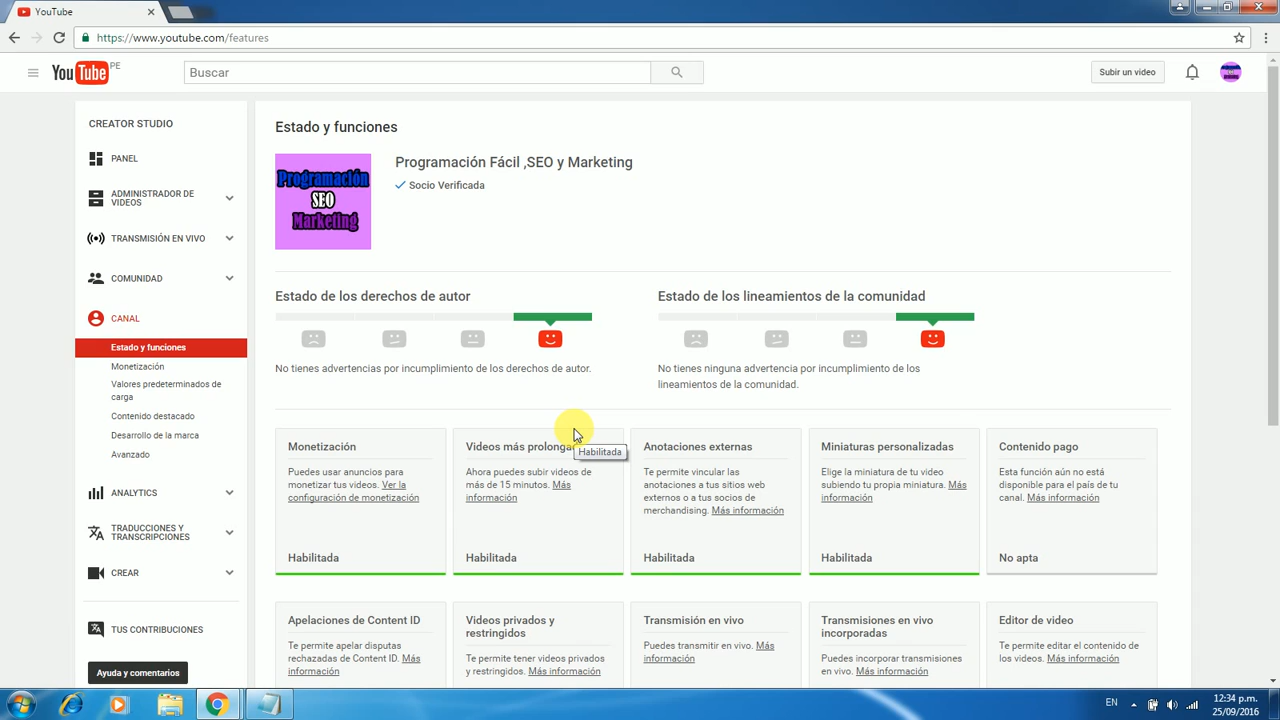 YouTube
https://www.youtube.com/features
YouTube PE
Buscar
Subir un video
CREATOR STUDIO
PANEL
ADMINISTRADOR DE
VIDEOS
TRANSMISIÓN EN VIVO
COMUNIDAD
CANAL
Estado y funciones
Monetización
Valores predeterminados de
carga
Contenido destacado
Desarrollo de la marca
Avanzado
ANALYTICS
TRADUCCIONES Y
TRANSCRIPCIONES
CREAR
TUS CONTRIBUCIONES
Ayuda y comentarios
Estado y funciones
Programación
SEO
Marketing
Programación Fácil ,SEO y Marketing
Socio Verificada
Estado de los derechos de autor
No tienes advertencias por incumplimiento de los derechos de autor.
Estado de los lineamientos de la comunidad
No tienes ninguna advertencia por incumplimiento de los
lineamientos de la comunidad.
Monetización
Puedes usar anuncios para
monetizar tus videos. Ver la
configuración de monetización
Habilitada
Videos más prolonga
Habilitada
Ahora puedes subir videos de
más de 15 minutos. Más
información
Habilitada
Anotaciones externas
Te permite vincular las
anotaciones a tus sitios web
externos o a tus socios de
merchandising. Más información
Habilitada
Miniaturas personalizadas
Elige la miniatura de tu video
subiendo tu propia miniatura. Más
información
Habilitada
Contenido pago
Esta función aún no está
disponible para el país de tu
canal. Más información
No apta
Apelaciones de Content ID
Te permite apelar disputas
rechazadas de Content ID. Más
información
Videos privados y
restringidos
Te permite tener videos privados
y restringidos. Más información
Transmisión en vivo
Puedes transmitir en vivo. Más
información
Transmisiones en vivo
incorporadas
Puedes incorporar transmisiones
en vivo. Más información
Editor de video
Te permite editar el contenido de
los videos. Más información
EN
12:34 p.m.
25/09/2016